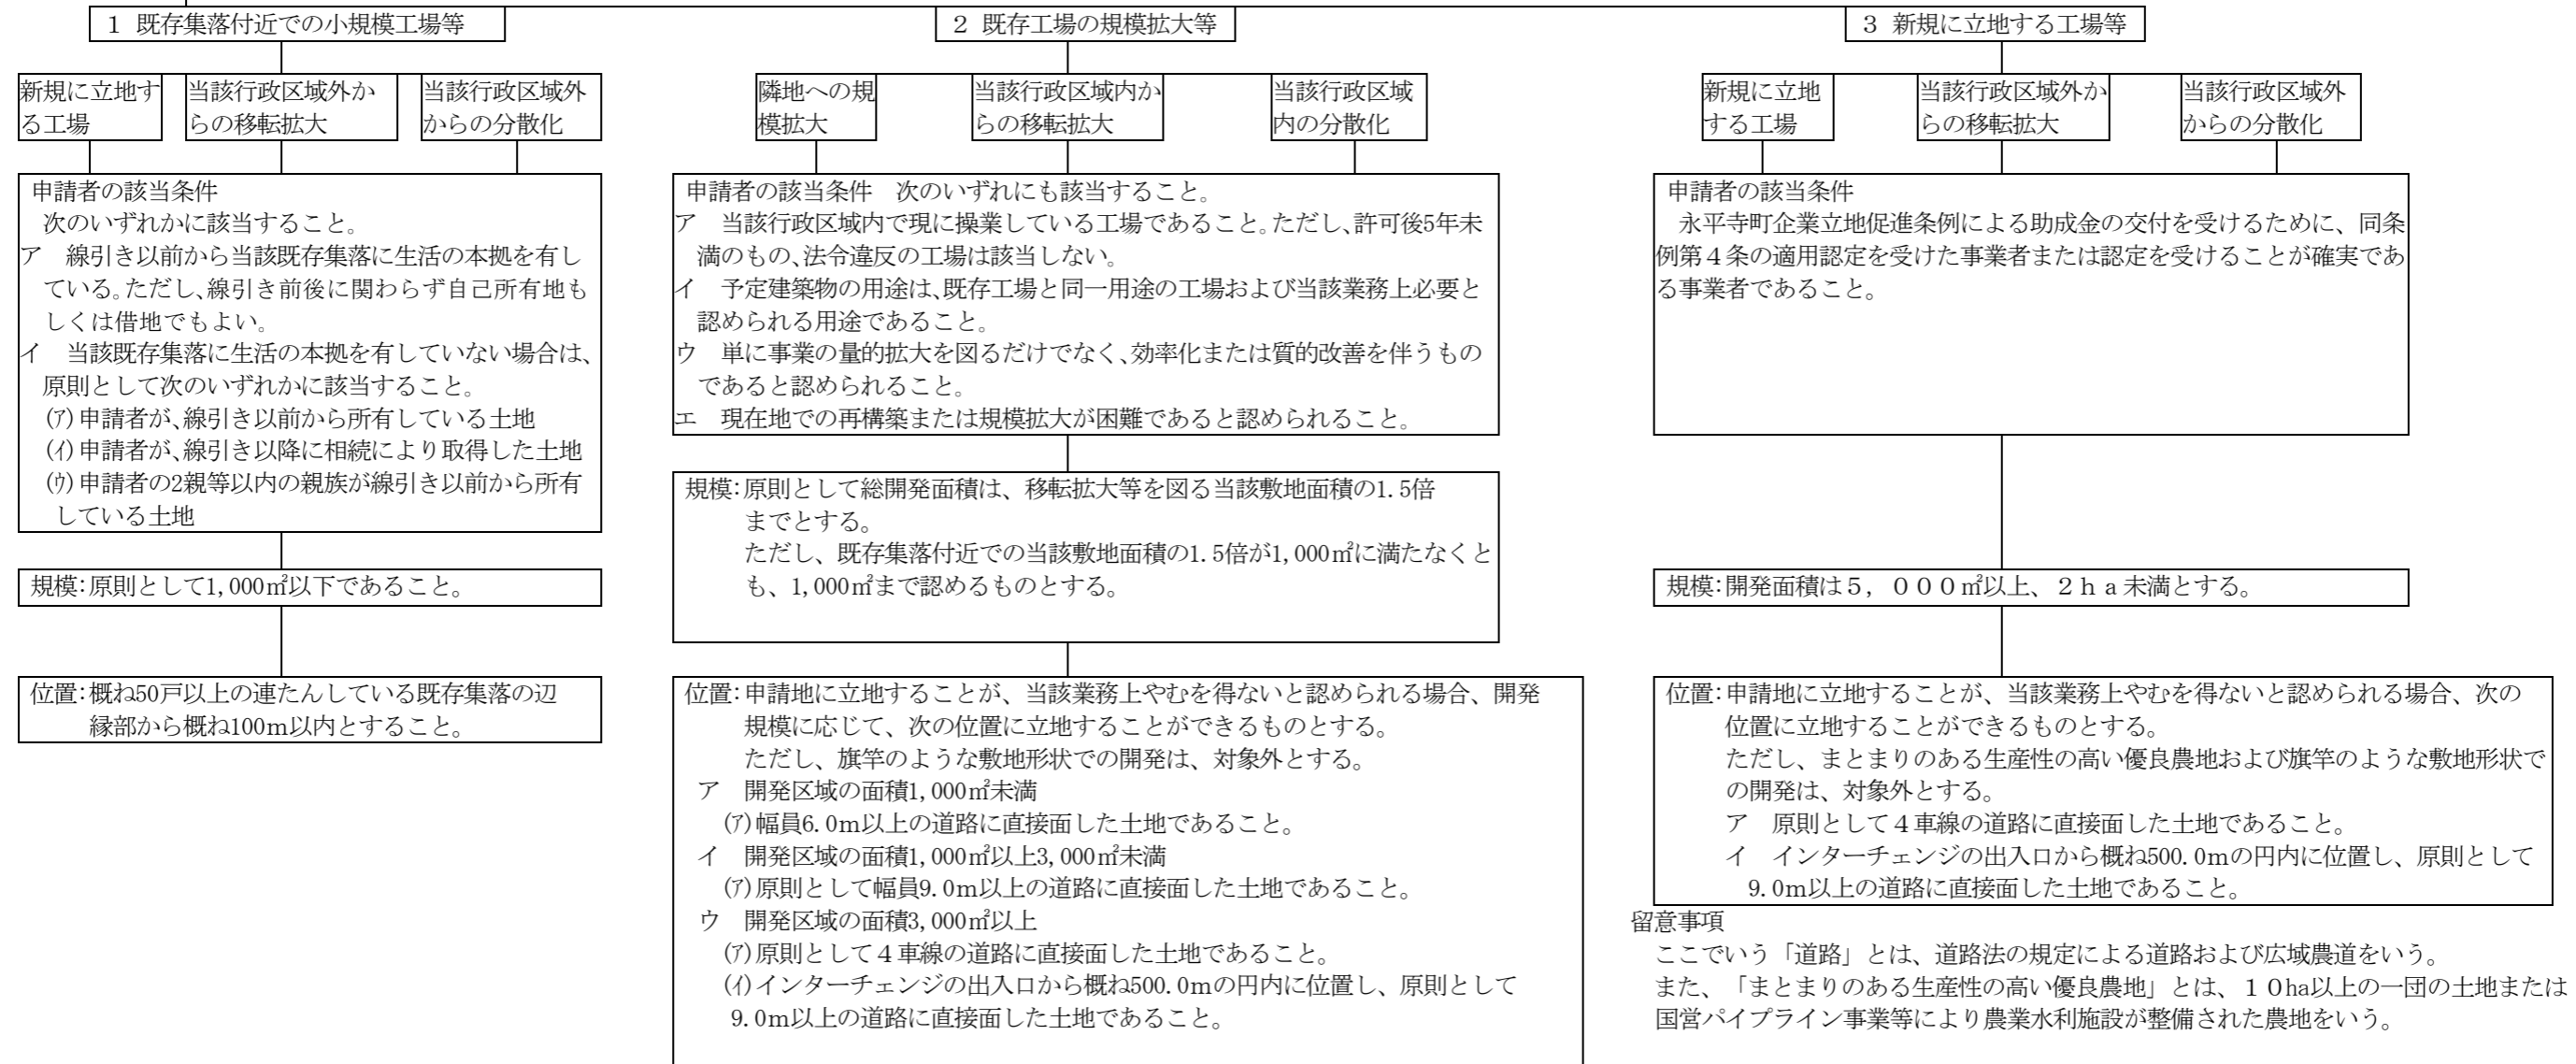 1 既存集落付近での小規模工場等
新規に立地す
る工場
当該行政区域外か
らの移転拡大
当該行政区域外
からの分散化
申請者の該当条件
次のいずれかに該当すること。
ア 線引き以前から当該既存集落に生活の本拠を有し
ている。ただし、線引き前後に関わらず自己所有地も
しくは借地でもよい。
イ 当該既存集落に生活の本拠を有していない場合は、
原則として次のいずれかに該当すること。
(ｱ)申請者が、線引き以前から所有している土地
(ｲ)申請者が、線引き以降に相続により取得した土地
(ｳ)申請者の2親等以内の親族が線引き以前から所有
している土地
規模:原則として1,000㎡以下であること。
位置:概ね50戸以上の連たんしている既存集落の辺
縁部から概ね100m以内とすること。
2 既存工場の規模拡大等
隣地への規
模拡大
当該行政区域内か
らの移転拡大
当該行政区域
内の分散化
申請者の該当条件 次のいずれにも該当すること。
ア 当該行政区域内で現に操業している工場であること。ただし、許可後5年未
満のもの、法令違反の工場は該当しない。
イ 予定建築物の用途は、既存工場と同一用途の工場および当該業務上必要と
認められる用途であること。
ウ 単に事業の量的拡大を図るだけでなく、効率化または質的改善を伴うもの
であると認められること。
エ 現在地での再構築または規模拡大が困難であると認められること。
規模:原則として総開発面積は、移転拡大等を図る当該敷地面積の1.5倍
までとする。
ただし、既存集落付近での当該敷地面積の1.5倍が1,000㎡に満たなくと
も、1,000㎡まで認めるものとする。
位置:申請地に立地することが、当該業務上やむを得ないと認められる場合、開発
規模に応じて、次の位置に立地することができるものとする。
ただし、旗竿のような敷地形状での開発は、対象外とする。
ア 開発区域の面積1,000㎡未満
(ｱ)幅員6.0m以上の道路に直接面した土地であること。
イ 開発区域の面積1,000㎡以上3,000㎡未満
(ｱ)原則として幅員9.0m以上の道路に直接面した土地であること。
ウ 開発区域の面積3,000㎡以上
(ｱ)原則として４車線の道路に直接面した土地であること。
(ｲ)インターチェンジの出入口から概ね500.0mの円内に位置し、原則として
9.0m以上の道路に直接面した土地であること。
3 新規に立地する工場等
新規に立地
する工場
当該行政区域外か
らの移転拡大
当該行政区域外
からの分散化
申請者の該当条件
永平寺町企業立地促進条例による助成金の交付を受けるために、同条
例第４条の適用認定を受けた事業者または認定を受けることが確実であ
る事業者であること。
規模:開発面積は５，０００㎡以上、２ｈａ未満とする。
位置:申請地に立地することが、当該業務上やむを得ないと認められる場合、次の
位置に立地することができるものとする。
ただし、まとまりのある生産性の高い優良農地および旗竿のような敷地形状で
の開発は、対象外とする。
ア 原則として４車線の道路に直接面した土地であること。
イ インターチェンジの出入口から概ね500.0mの円内に位置し、原則として
9.0m以上の道路に直接面した土地であること。
留意事項
ここでいう「道路」とは、道路法の規定による道路および広域農道をいう。
また、「まとまりのある生産性の高い優良農地」とは、１０ha以上の一団の土地または
国営パイプライン事業等により農業水利施設が整備された農地をいう。